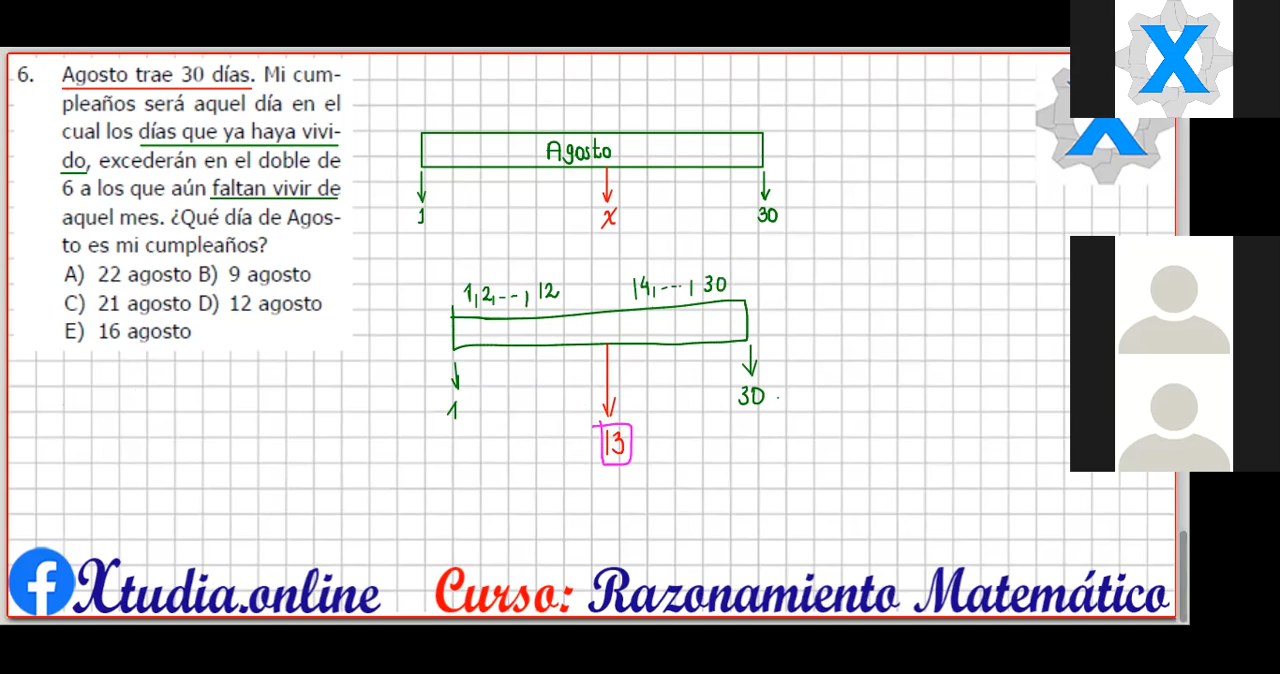 6. Agosto trae 30 días. Mi cum-
pleaños será aquel día en el
cual los días que ya haya vivi-
do, excederán en el doble de
6 a los que aún faltan vivir de
aquel mes. ¿Qué día de Agos-
to es mi cumpleaños?
A) 22 agosto B) 9 agosto
C) 21 agosto D) 12 agosto
E) 16 agosto
Agosto
1 x 30
1,2,--, 12 14,---, 30
1 30
13
X
X
f Xtudia.online Curso: Razonamiento Matemático